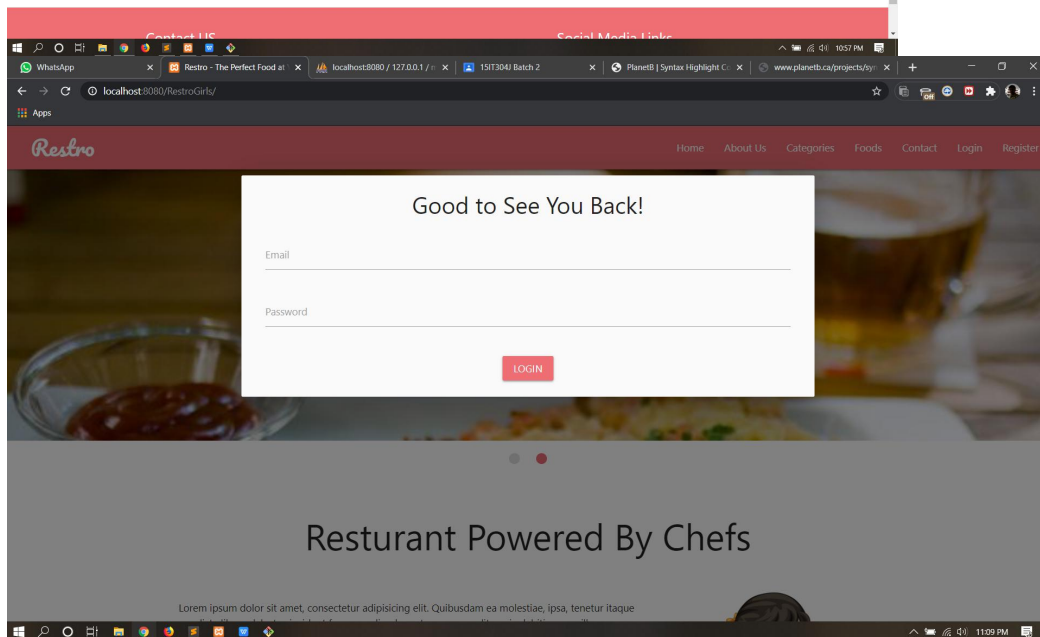 Contact US Social Media Links
10:57 PM
WhatsApp Restro - The Perfect Food at localhost:8080 / 127.0.0.1 / 15IT304J Batch 2 PlanetB | Syntax Highlight www.planetb.ca/projects/syn
localhost:8080/RestroGirls/
Off
Apps
Restro Home About Us Categories Foods Contact Login Register
Good to See You Back!
Email
Password
LOGIN
Resturant Powered By Chefs
Lorem ipsum dolor sit amet, consectetur adipisicing elit. Quibusdam ea molestiae, ipsa, tenetur itaque
11:09 PM